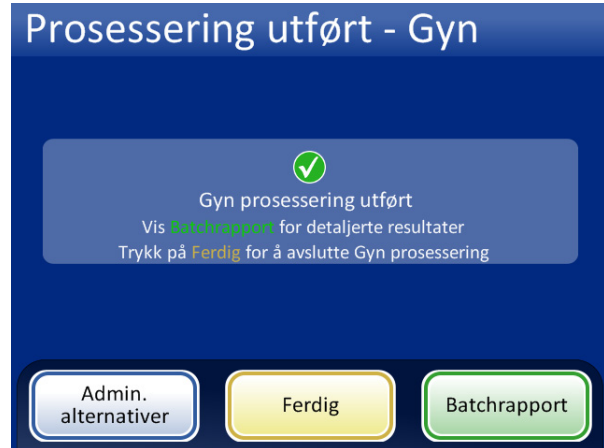 Prosessering utført - Gyn
Gyn prosessering utført
Vis Batchrapport for detaljerte resultater
Trykk på Ferdig for å avslutte Gyn prosessering
Admin.
alternativer
Ferdig
Batchrapport